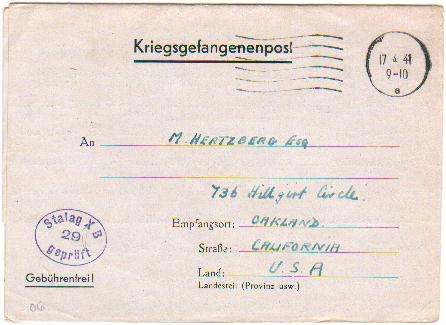 Kriegsgefangenenpost
17 4 41
9-10
e
An M. HERTZBERG Esq
736 Hillgirt Circle.
Empfangsort: OAKLAND.
Straße: CALIFORNIA
Land: U.S.A
Landesteil (Provinz usw.)
Stalag X B
29
geprüft
Gebührenfrei!